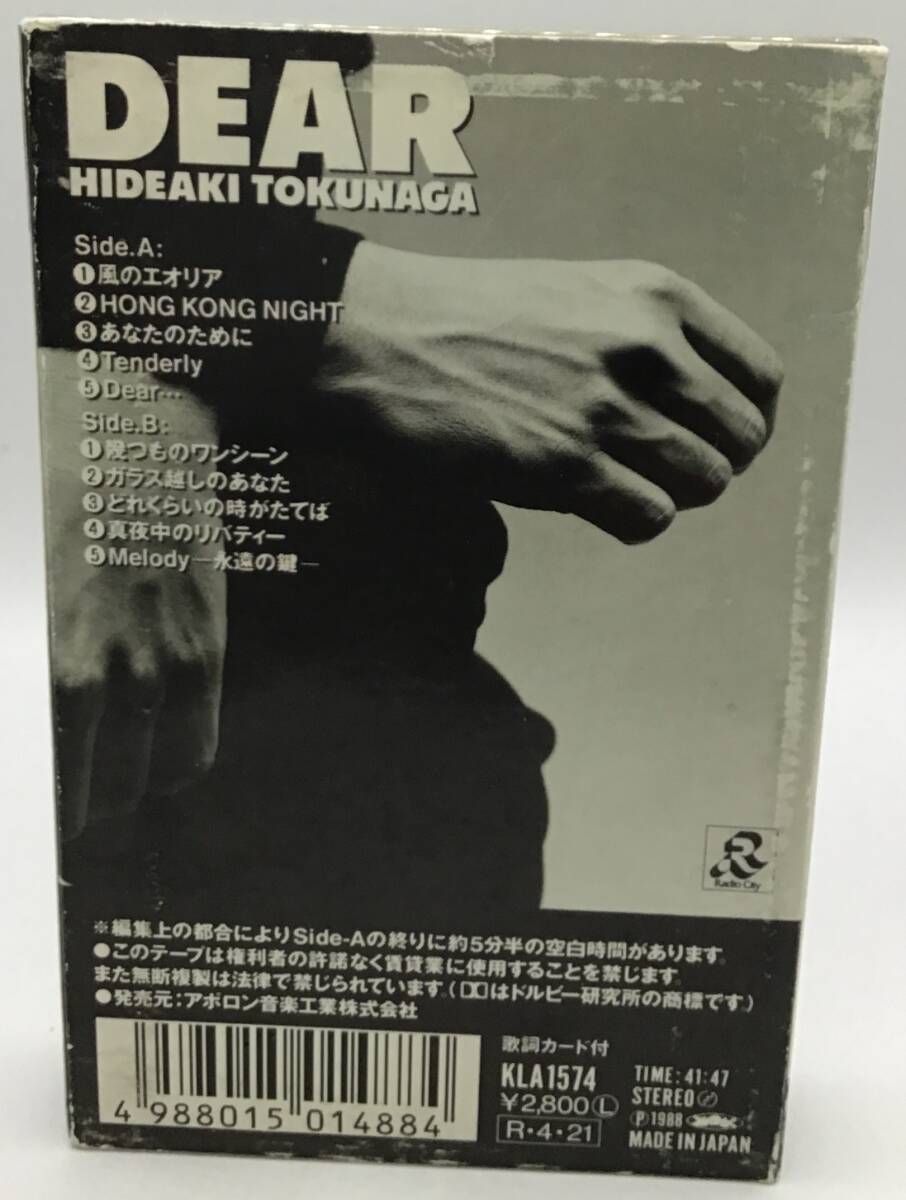 DEAR
HIDEAKI TOKUNAGA
Side.A:
❶風のエオリア
❷HONG KONG NIGHT
❸あなたのために
❹Tenderly
❺Dear…
Side.B:
❶幾つものワンシーン
❷ガラス越しのあなた
❸どれくらいの時がたてば
❹真夜中のリバティー
❺Melody—永遠の鍵—
R
Radio City
※編集上の都合によりSide-Aの終りに約5分半の空白時間があります。
●このテープは権利者の許諾なく賃貸業に使用することを禁じます。
また無断複製は法律で禁じられています。(はドルビー研究所の商標です。)
●発売元:アポロン音楽工業株式会社
4 988015 014884
歌詞カード付
KLA1574
¥2,800Ⓛ
R・4・21
TIME:41:47
STEREO
Ⓟ1988
MADE IN JAPAN